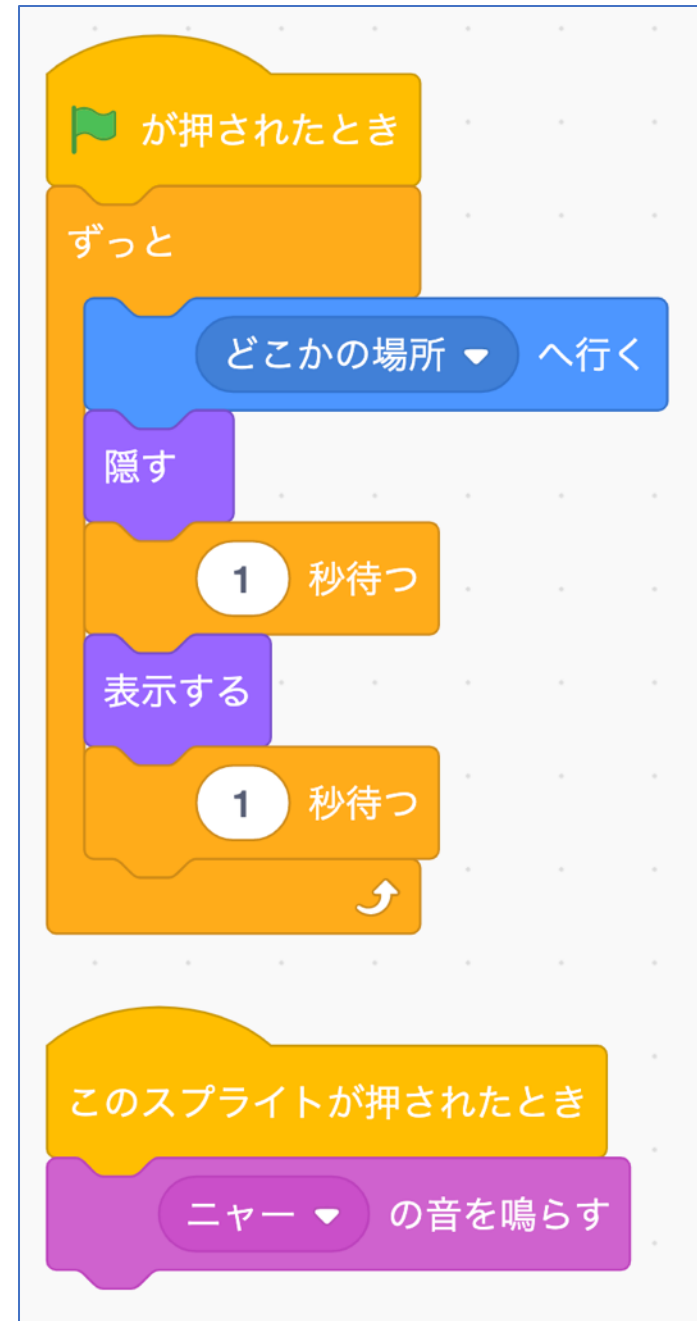 が押されたとき
ずっと
どこかの場所 へ行く
隠す
1 秒待つ
表示する
1 秒待つ
このスプライトが押されたとき
ニャー の音を鳴らす